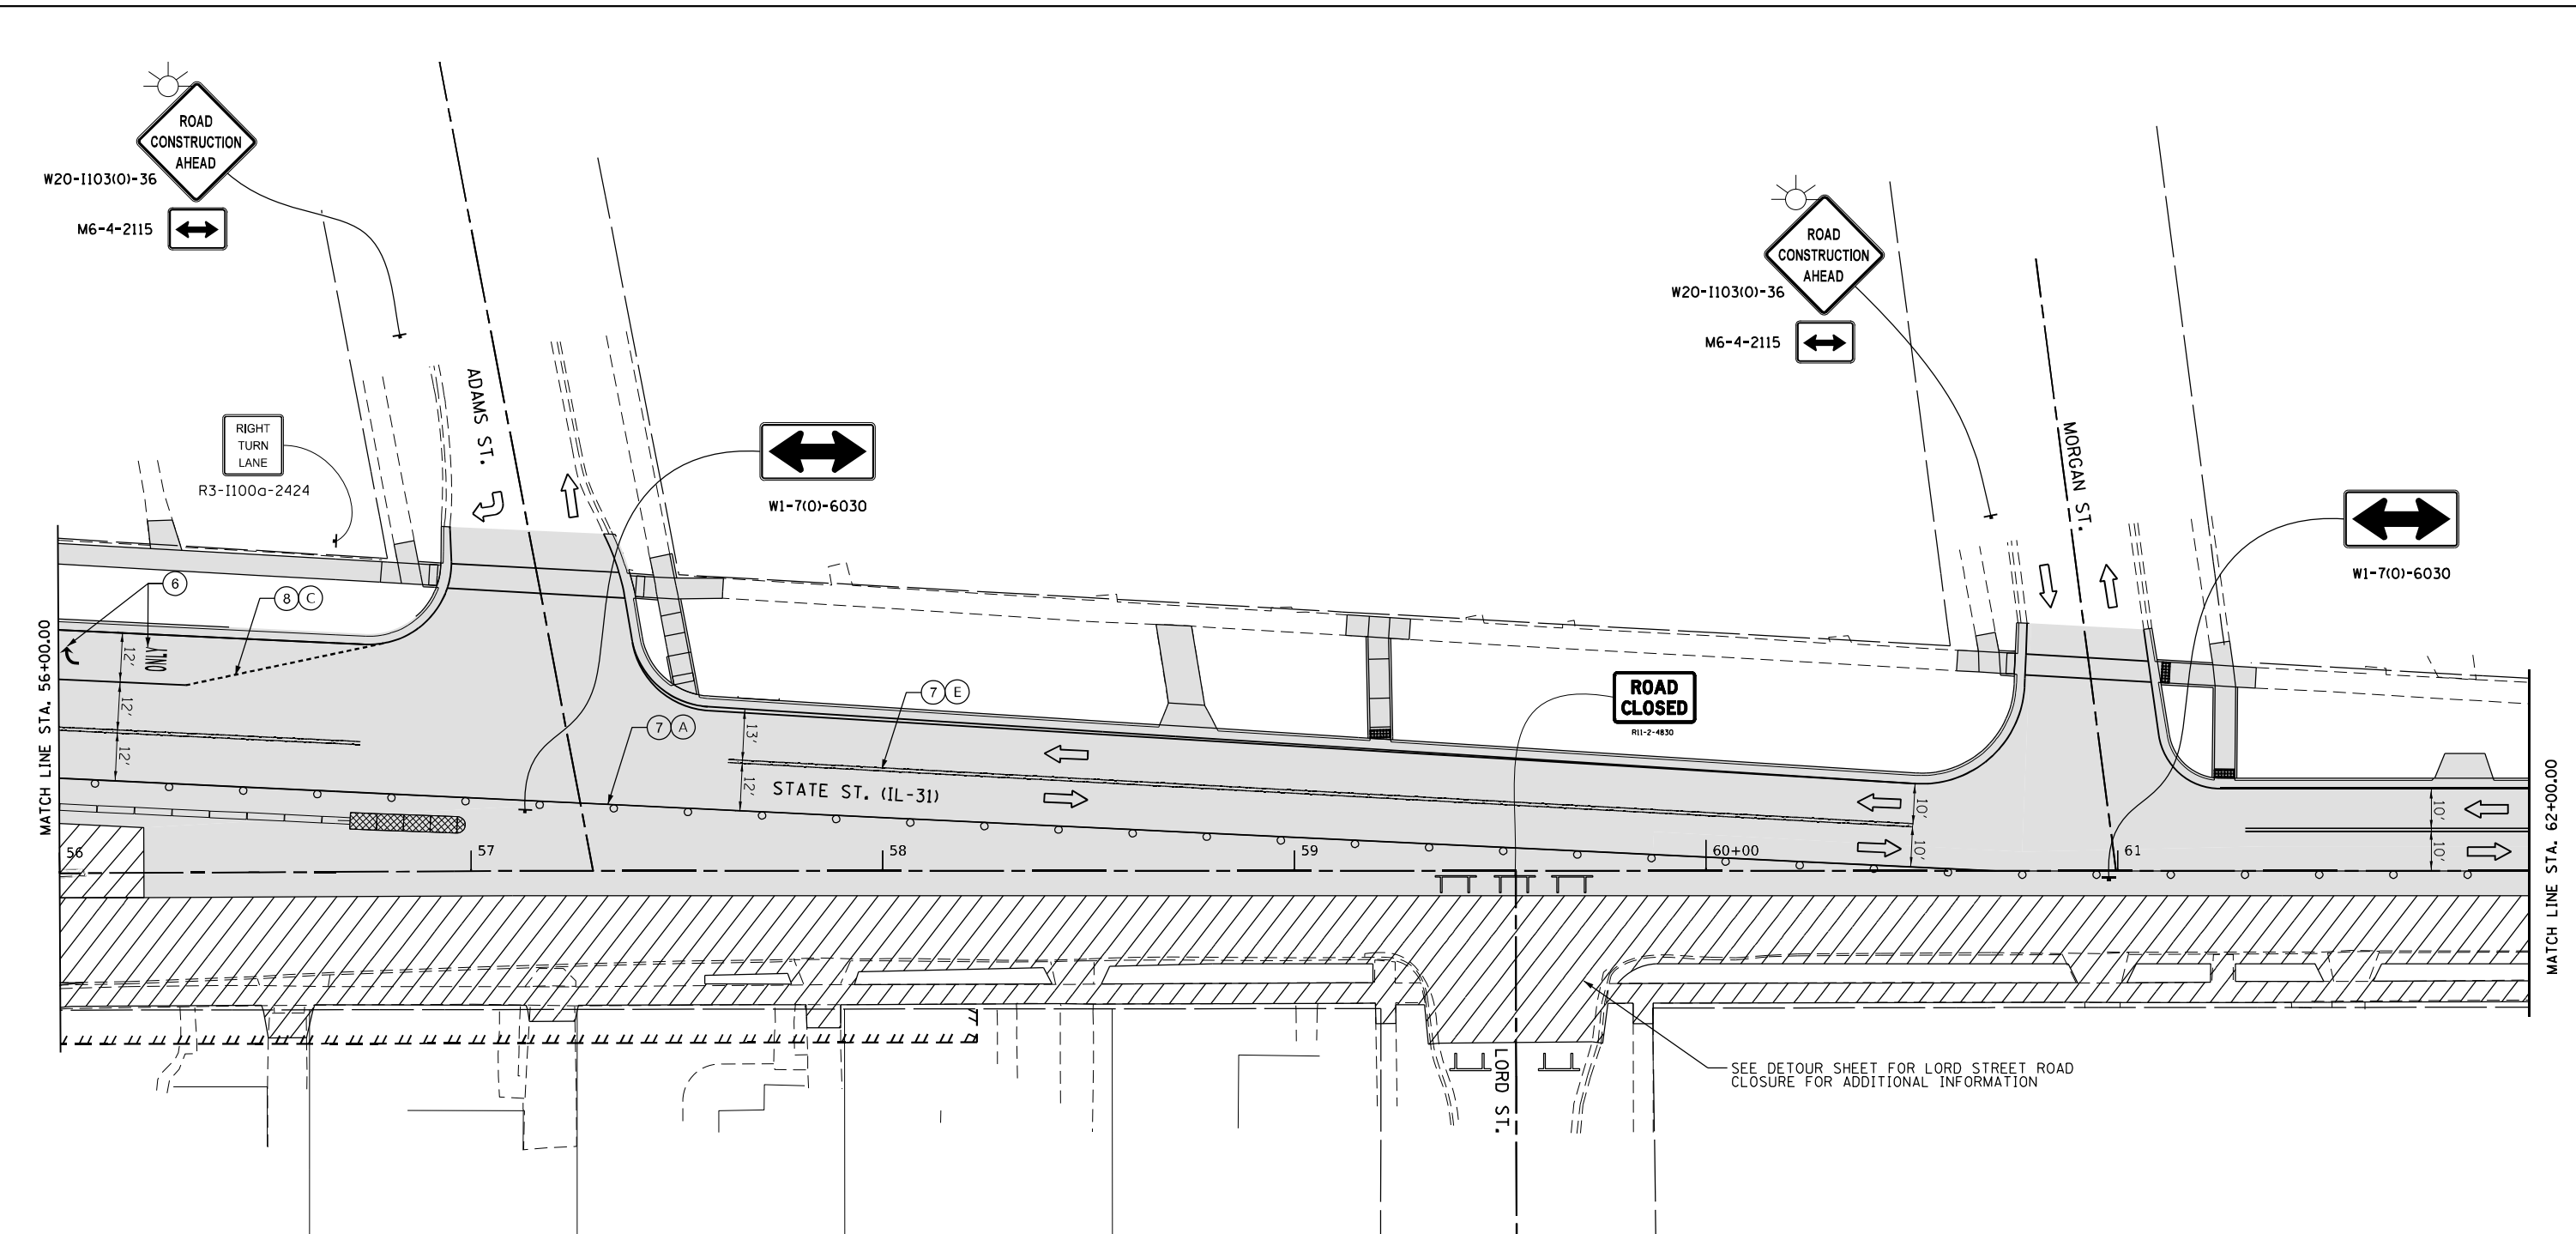 ROAD
CONSTRUCTION
AHEAD
W20-I103(0)-36
M6-4-2115
ROAD
CONSTRUCTION
AHEAD
W20-I103(0)-36
M6-4-2115
ADAMS ST.
MORGAN ST.
RIGHT
TURN
LANE
R3-I100a-2424
W1-7(0)-6030
W1-7(0)-6030
6
8 C
ONLY
12'
12'
12'
7 E
7 A
13'
12'
STATE ST. (IL-31)
ROAD
CLOSED
R11-2-4830
10'
10'
10'
10'
MATCH LINE STA. 56+00.00
MATCH LINE STA. 62+00.00
56
57
58
59
60+00
61
LORD ST.
SEE DETOUR SHEET FOR LORD STREET ROAD
CLOSURE FOR ADDITIONAL INFORMATION